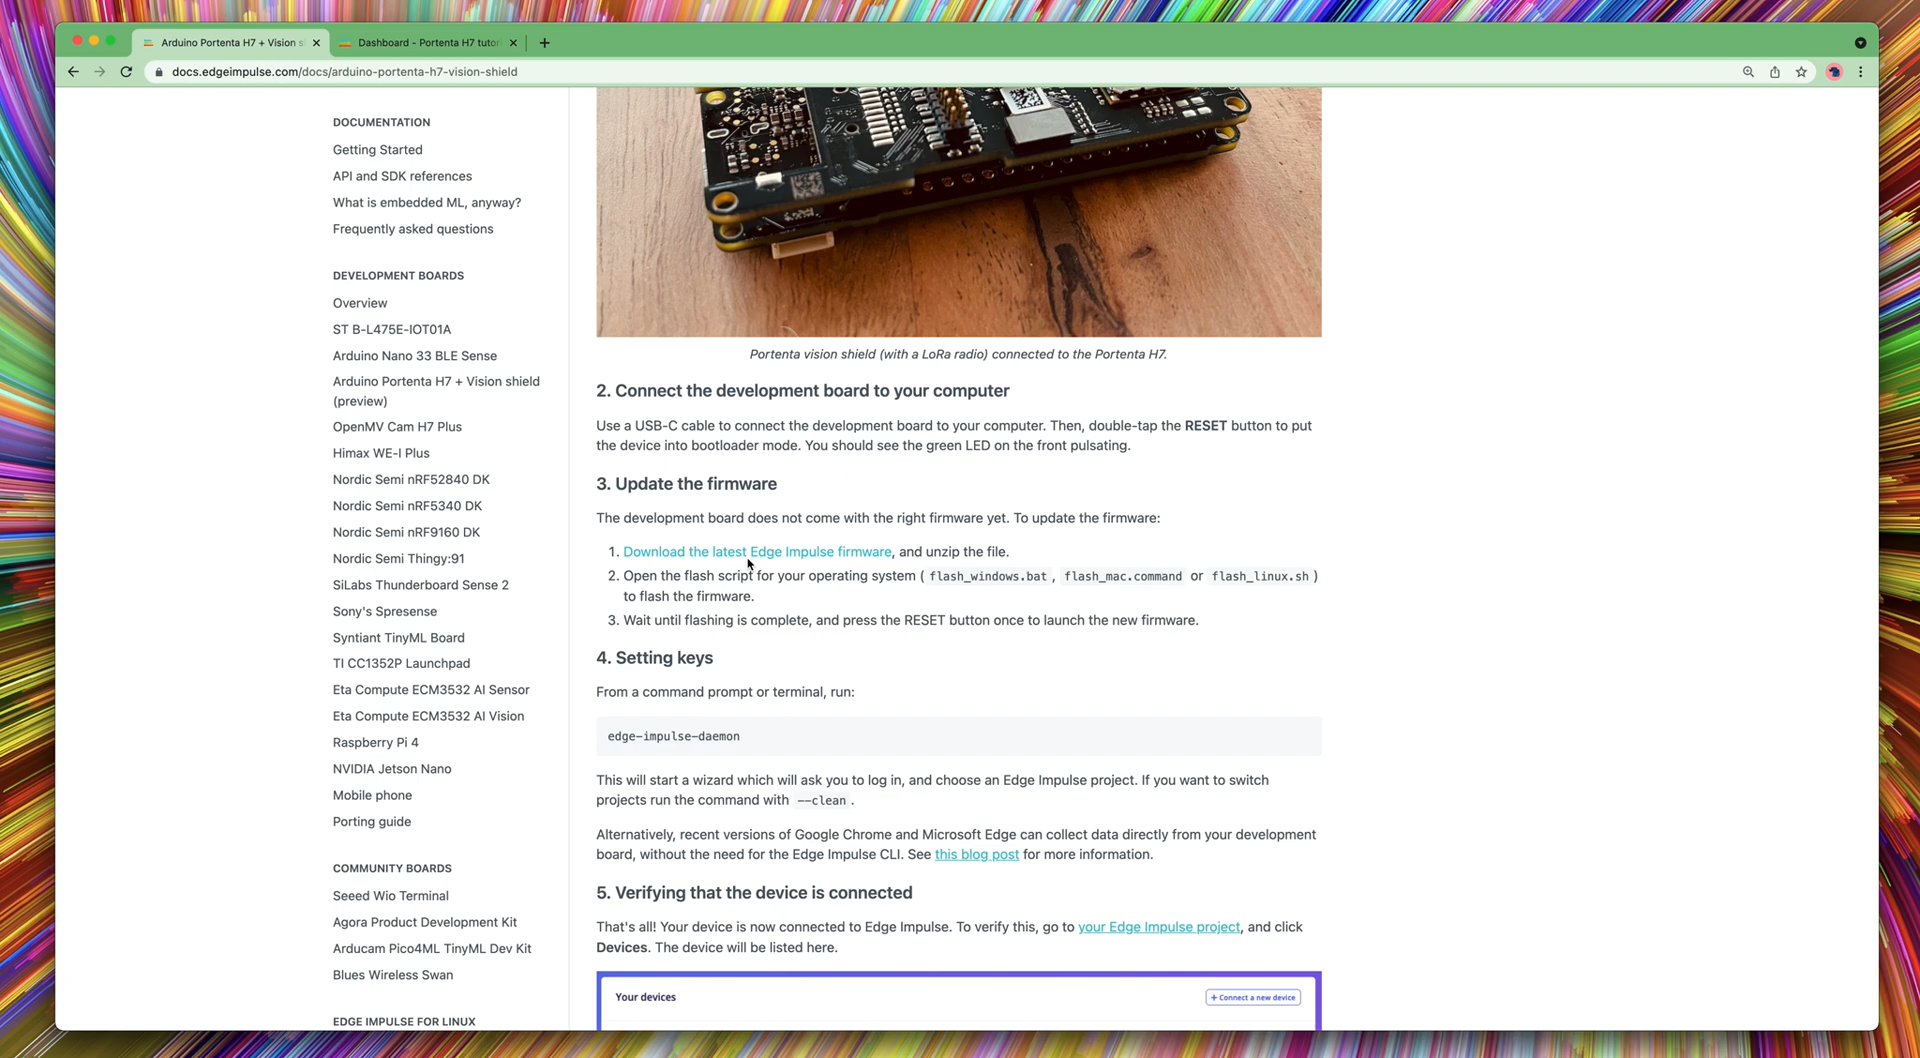 Arduino Portenta H7 + Vision s
Dashboard - Portenta H7 tutor
docs.edgeimpulse.com/docs/arduino-portenta-h7-vision-shield
DOCUMENTATION
Getting Started
API and SDK references
What is embedded ML, anyway?
Frequently asked questions
DEVELOPMENT BOARDS
Overview
ST B-L475E-IOT01A
Arduino Nano 33 BLE Sense
Arduino Portenta H7 + Vision shield
(preview)
OpenMV Cam H7 Plus
Himax WE-I Plus
Nordic Semi nRF52840 DK
Nordic Semi nRF5340 DK
Nordic Semi nRF9160 DK
Nordic Semi Thingy:91
SiLabs Thunderboard Sense 2
Sony's Spresense
Syntiant TinyML Board
TI CC1352P Launchpad
Eta Compute ECM3532 AI Sensor
Eta Compute ECM3532 AI Vision
Raspberry Pi 4
NVIDIA Jetson Nano
Mobile phone
Porting guide
COMMUNITY BOARDS
Seeed Wio Terminal
Agora Product Development Kit
Arducam Pico4ML TinyML Dev Kit
Blues Wireless Swan
EDGE IMPULSE FOR LINUX
Portenta vision shield (with a LoRa radio) connected to the Portenta H7.
2. Connect the development board to your computer
Use a USB-C cable to connect the development board to your computer. Then, double-tap the RESET button to put
the device into bootloader mode. You should see the green LED on the front pulsating.
3. Update the firmware
The development board does not come with the right firmware yet. To update the firmware:
1. Download the latest Edge Impulse firmware, and unzip the file.
2. Open the flash script for your operating system ( flash_windows.bat , flash_mac.command or flash_linux.sh )
to flash the firmware.
3. Wait until flashing is complete, and press the RESET button once to launch the new firmware.
4. Setting keys
From a command prompt or terminal, run:
edge-impulse-daemon
This will start a wizard which will ask you to log in, and choose an Edge Impulse project. If you want to switch
projects run the command with --clean .
Alternatively, recent versions of Google Chrome and Microsoft Edge can collect data directly from your development
board, without the need for the Edge Impulse CLI. See this blog post for more information.
5. Verifying that the device is connected
That's all! Your device is now connected to Edge Impulse. To verify this, go to your Edge Impulse project, and click
Devices. The device will be listed here.
Your devices
+ Connect a new device